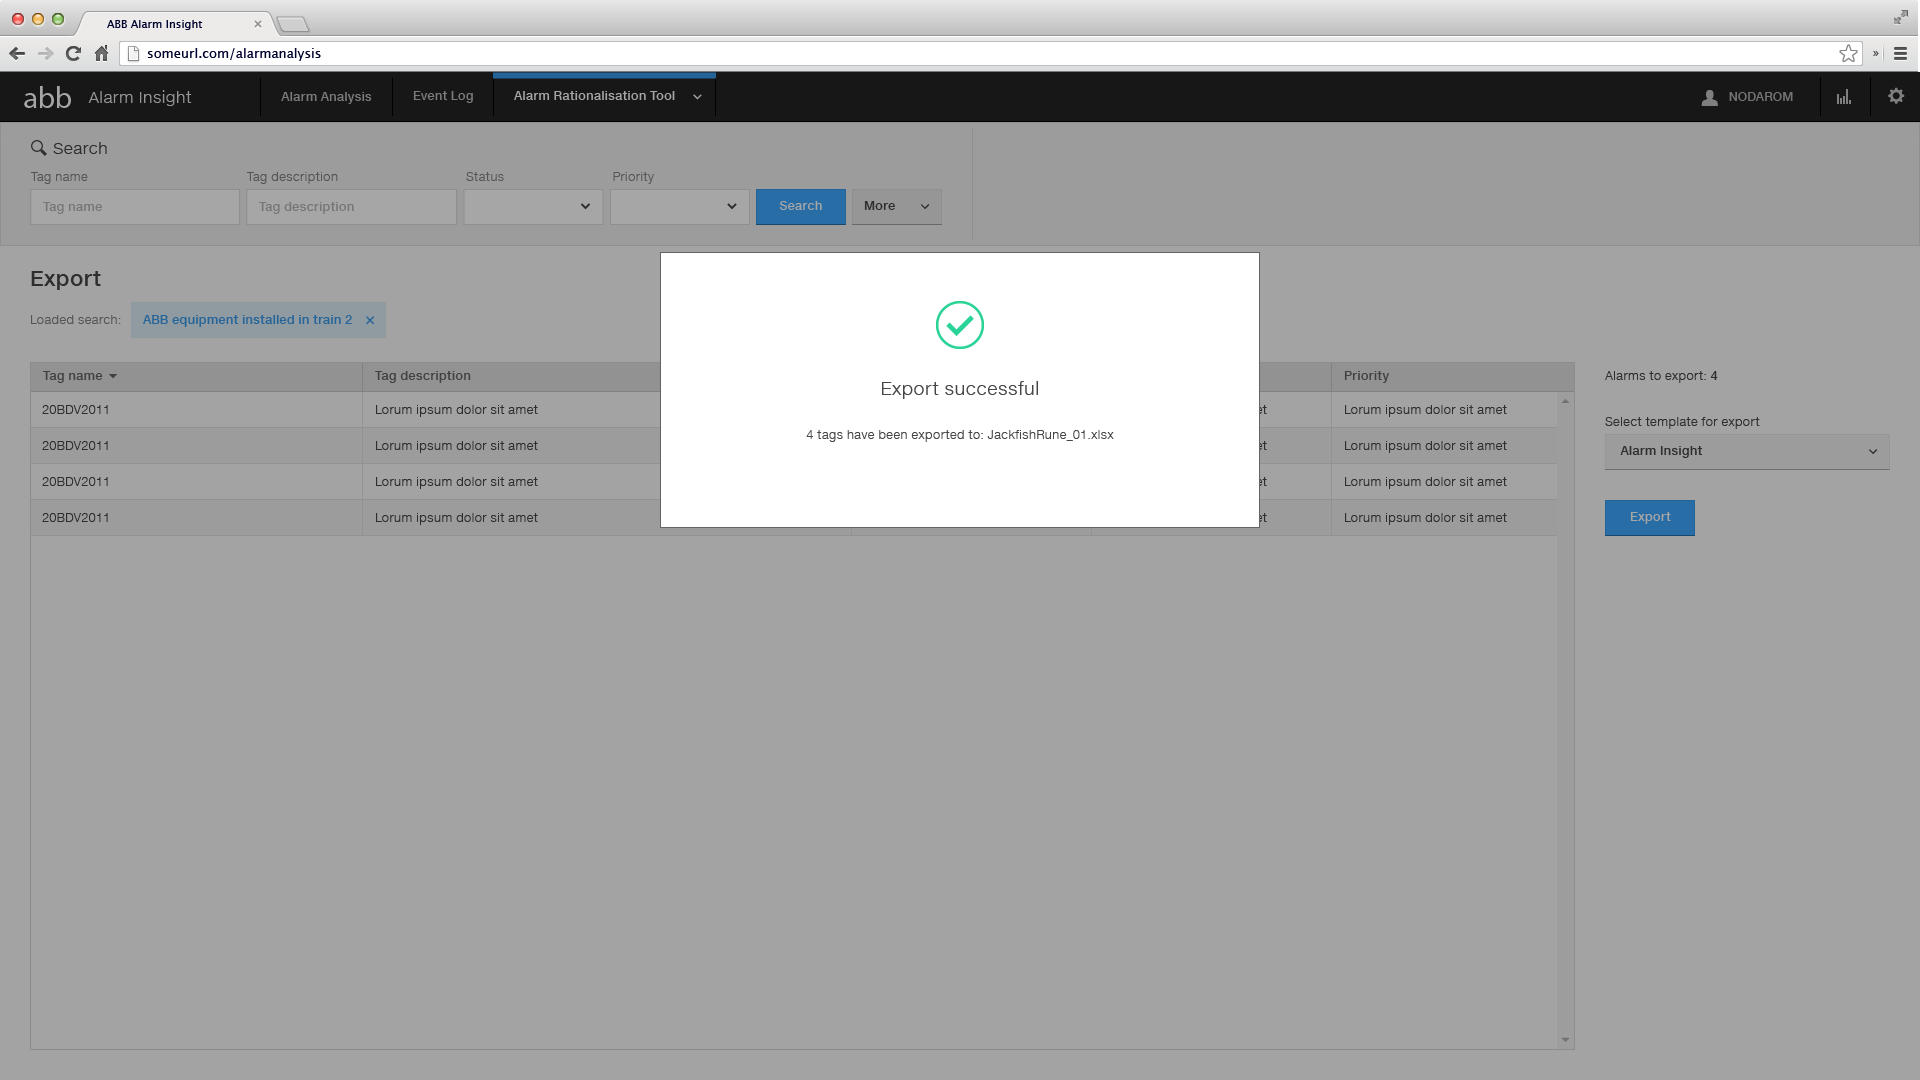 ABB Alarm Insight
someurl.com/alarmanalysis
abb Alarm Insight Alarm Analysis Event Log Alarm Rationalisation Tool NODAROM
Search
Tag name Tag description Status Priority
Tag name Tag description Search More
Export
Loaded search: ABB equipment installed in train 2
Export successful
4 tags have been exported to: JackfishRune_01.xlsx
Tag name Tag description Priority
20BDV2011 Lorum ipsum dolor sit amet Lorum ipsum dolor sit amet
20BDV2011 Lorum ipsum dolor sit amet Lorum ipsum dolor sit amet
20BDV2011 Lorum ipsum dolor sit amet Lorum ipsum dolor sit amet
20BDV2011 Lorum ipsum dolor sit amet Lorum ipsum dolor sit amet
Alarms to export: 4
Select template for export
Alarm Insight
Export